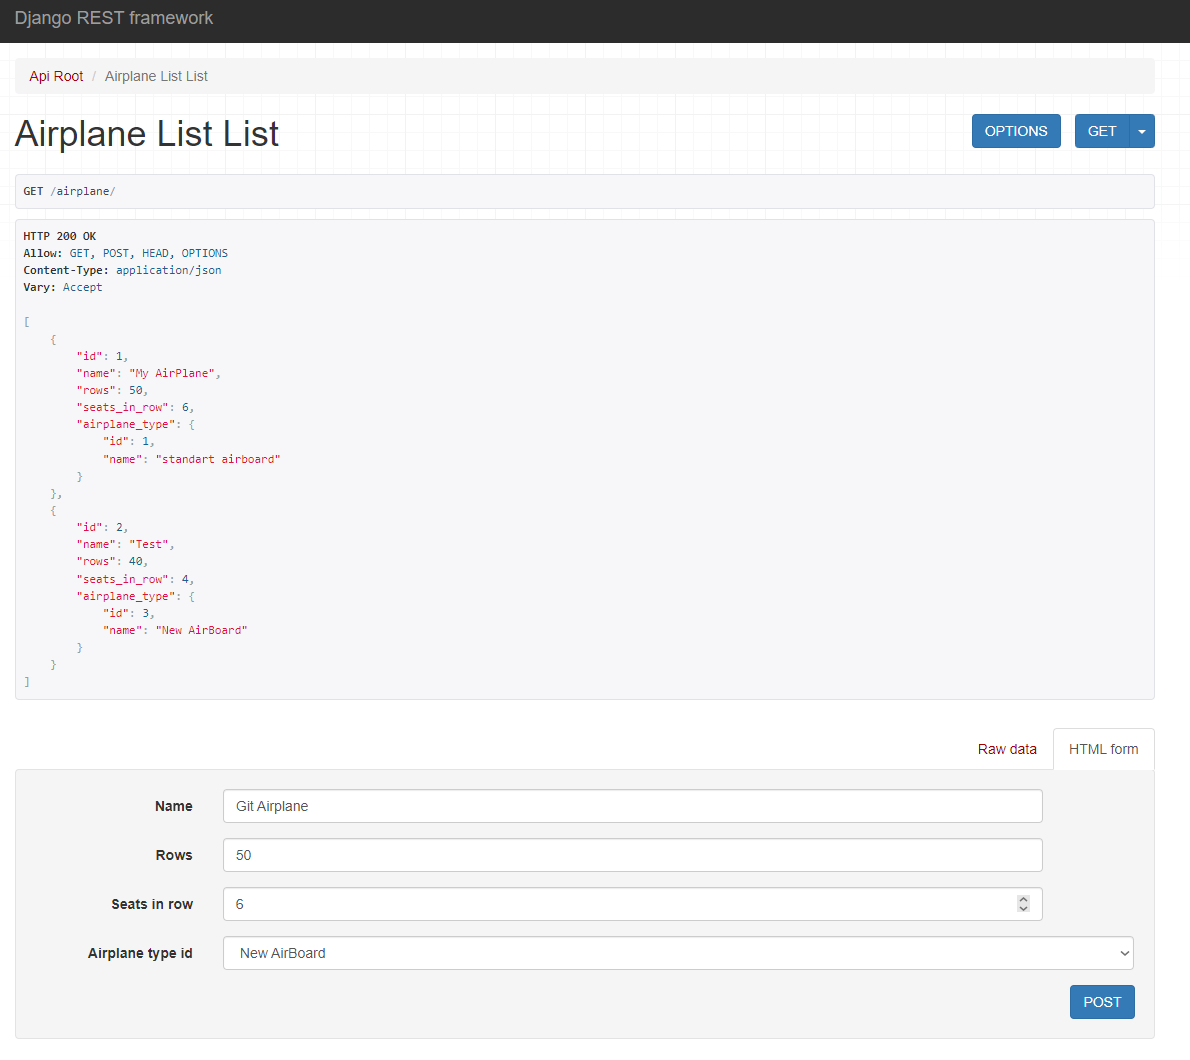 Django REST framework
Api Root / Airplane List List
Airplane List List
OPTIONS GET
GET /airplane/
HTTP 200 OK
Allow: GET, POST, HEAD, OPTIONS
Content-Type: application/json
Vary: Accept
[
    {
        "id": 1,
        "name": "My AirPlane",
        "rows": 50,
        "seats_in_row": 6,
        "airplane_type": {
            "id": 1,
            "name": "standart airboard"
        }
    },
    {
        "id": 2,
        "name": "Test",
        "rows": 40,
        "seats_in_row": 4,
        "airplane_type": {
            "id": 3,
            "name": "New AirBoard"
        }
    }
]
Raw data HTML form
Name Git Airplane
Rows 50
Seats in row 6
Airplane type id New AirBoard
POST